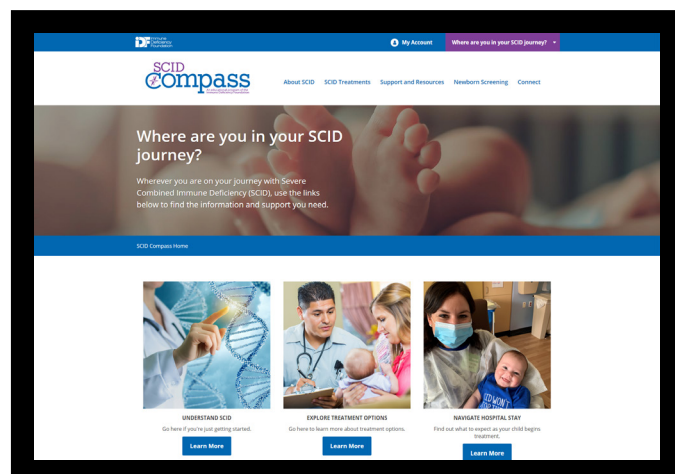 Immune
Deficiency
Foundation
My Account
Where are you in your SCID journey?
SCID
Compass
About SCID
SCID Treatments
Support and Resources
Newborn Screening
Connect
Where are you in your SCID
journey?
Wherever you are on your journey with Severe
Combined Immune Deficiency (SCID), use the links
below to find the information and support you need.
SCID Compass Home
UNDERSTAND SCID
Go here if you're just getting started.
Learn More
EXPLORE TREATMENT OPTIONS
Go here to learn more about treatment options.
Learn More
NAVIGATE HOSPITAL STAY
Find out what to expect as your child begins
treatment.
Learn More